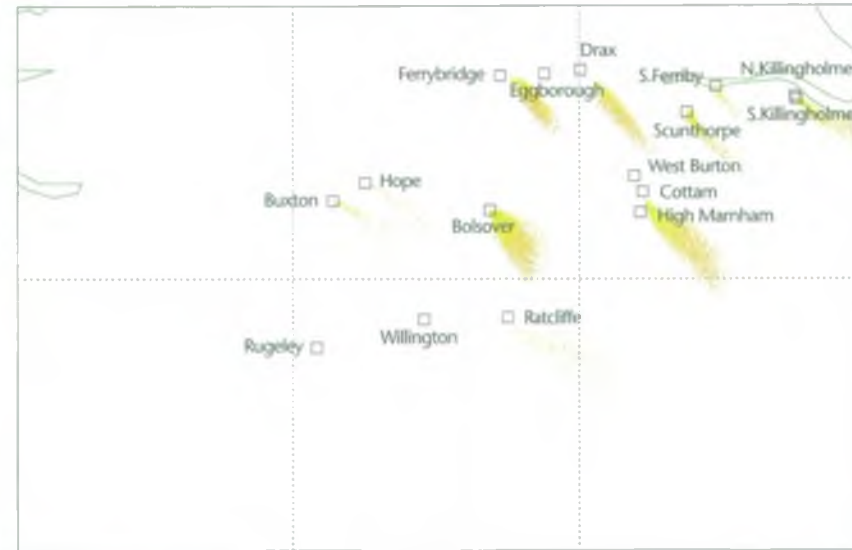 Drax
Ferrybridge
Eggborough
S.Ferriby
N.Killingholme
S.Killingholme
Scunthorpe
West Burton
Cottam
High Marnham
Hope
Buxton
Bolsover
Ratcliffe
Willington
Rugeley